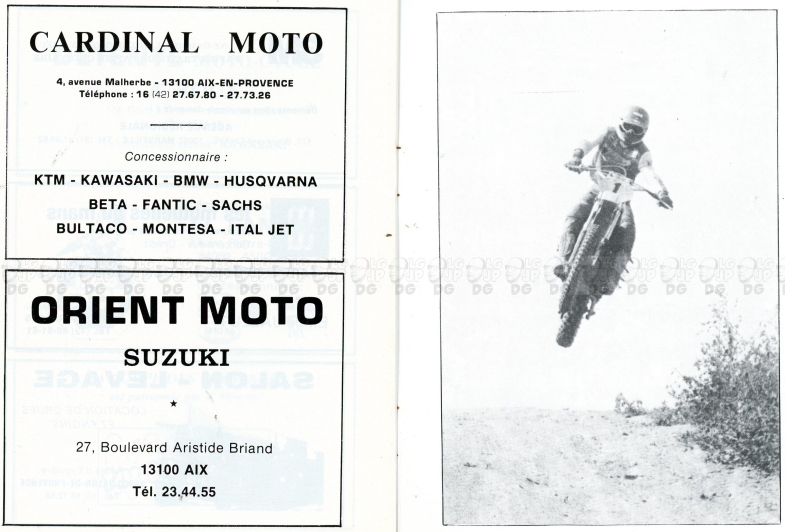 CARDINAL MOTO
4, avenue Malherbe - 13100 AIX-EN-PROVENCE
Téléphone : 16 (42) 27.67.80 - 27.73.26
Concessionnaire :
KTM - KAWASAKI - BMW - HUSQVARNA
BETA - FANTIC - SACHS
BULTACO - MONTESA - ITAL JET
ORIENT MOTO
SUZUKI
27, Boulevard Aristide Briand
13100 AIX
Tél. 23.44.55